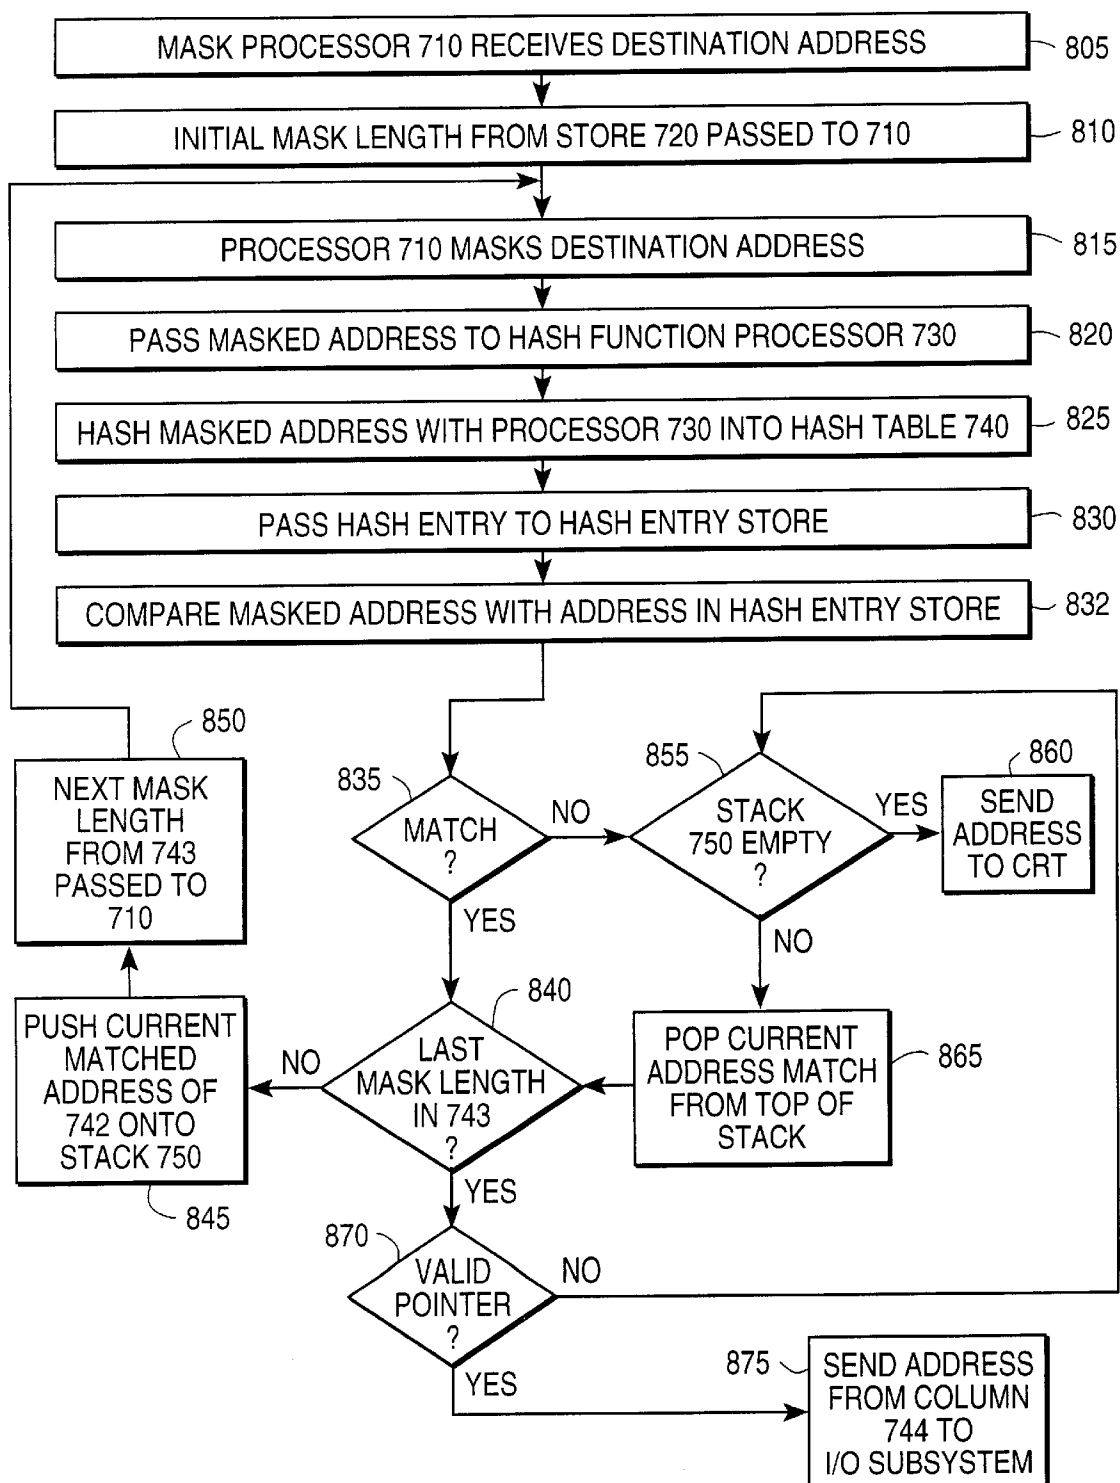 MASK PROCESSOR 710 RECEIVES DESTINATION ADDRESS
805
INITIAL MASK LENGTH FROM STORE 720 PASSED TO 710
810
PROCESSOR 710 MASKS DESTINATION ADDRESS
815
PASS MASKED ADDRESS TO HASH FUNCTION PROCESSOR 730
820
HASH MASKED ADDRESS WITH PROCESSOR 730 INTO HASH TABLE 740
825
PASS HASH ENTRY TO HASH ENTRY STORE
830
COMPARE MASKED ADDRESS WITH ADDRESS IN HASH ENTRY STORE
832
850
NEXT MASK
LENGTH
FROM 743
PASSED TO
710
835
MATCH
?
NO
YES
855
STACK
750 EMPTY
?
YES
NO
860
SEND
ADDRESS
TO CRT
PUSH CURRENT
MATCHED
ADDRESS OF
742 ONTO
STACK 750
845
NO
840
LAST
MASK LENGTH
IN 743
?
YES
POP CURRENT
ADDRESS MATCH
FROM TOP OF
STACK
865
870
VALID
POINTER
?
NO
YES
875
SEND ADDRESS
FROM COLUMN
744 TO
I/O SUBSYSTEM